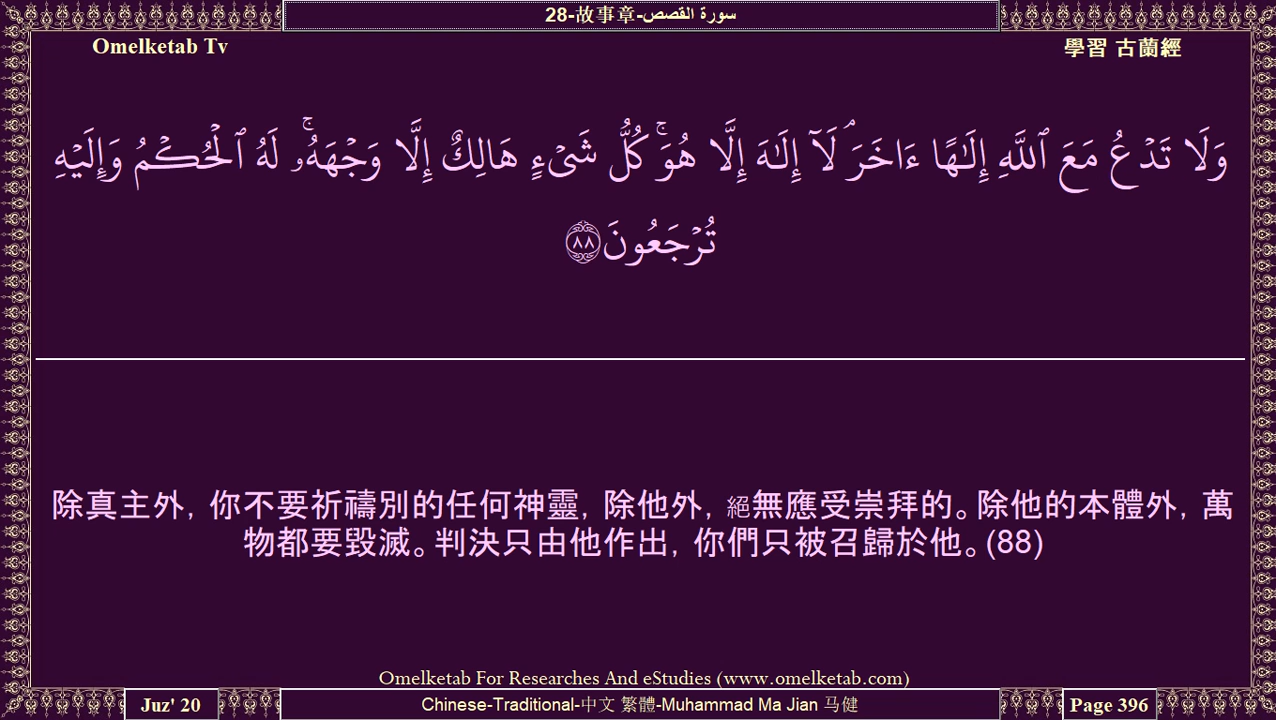 28-故事章-سورة القصص
Omelketab Tv
學習 古蘭經
وَلَا تَدۡعُ مَعَ ٱللَّهِ إِلَٰهًا ءَاخَرَۘ لَآ إِلَٰهَ إِلَّا هُوَۚ كُلُّ شَيۡءٍ هَالِكٌ إِلَّا وَجۡهَهُۥۚ لَهُ ٱلۡحُكۡمُ وَإِلَيۡهِ
تُرۡجَعُونَ ٨٨
除真主外, 你不要祈禱別的任何神靈, 除他外, 絕無應受崇拜的。除他的本體外, 萬
物都要毀滅。判決只由他作出, 你們只被召歸於他。(88)
Omelketab For Researches And eStudies (www.omelketab.com)
Juz' 20
Chinese-Traditional-中文 繁體-Muhammad Ma Jian 马健
Page 396